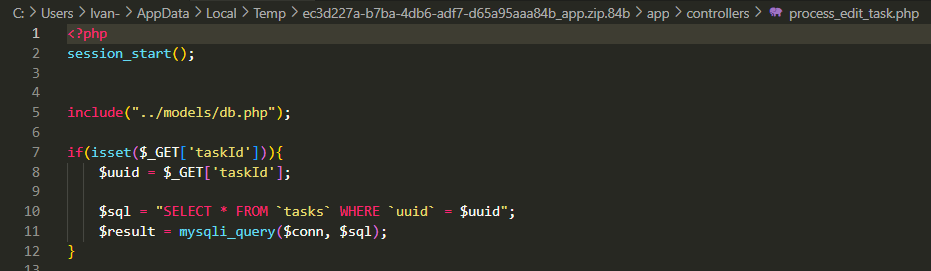 C: > Users > Ivan- > AppData > Local > Temp > ec3d227a-b7ba-4db6-adf7-d65a95aaa84b_app.zip.84b > app > controllers > process_edit_task.php
1 <?php
2 session_start();
3
4
5 include("../models/db.php");
6
7 if(isset($_GET['taskId'])){
8 $uuid = $_GET['taskId'];
9
10 $sql = "SELECT * FROM `tasks` WHERE `uuid` = $uuid";
11 $result = mysqli_query($conn, $sql);
12 }
13